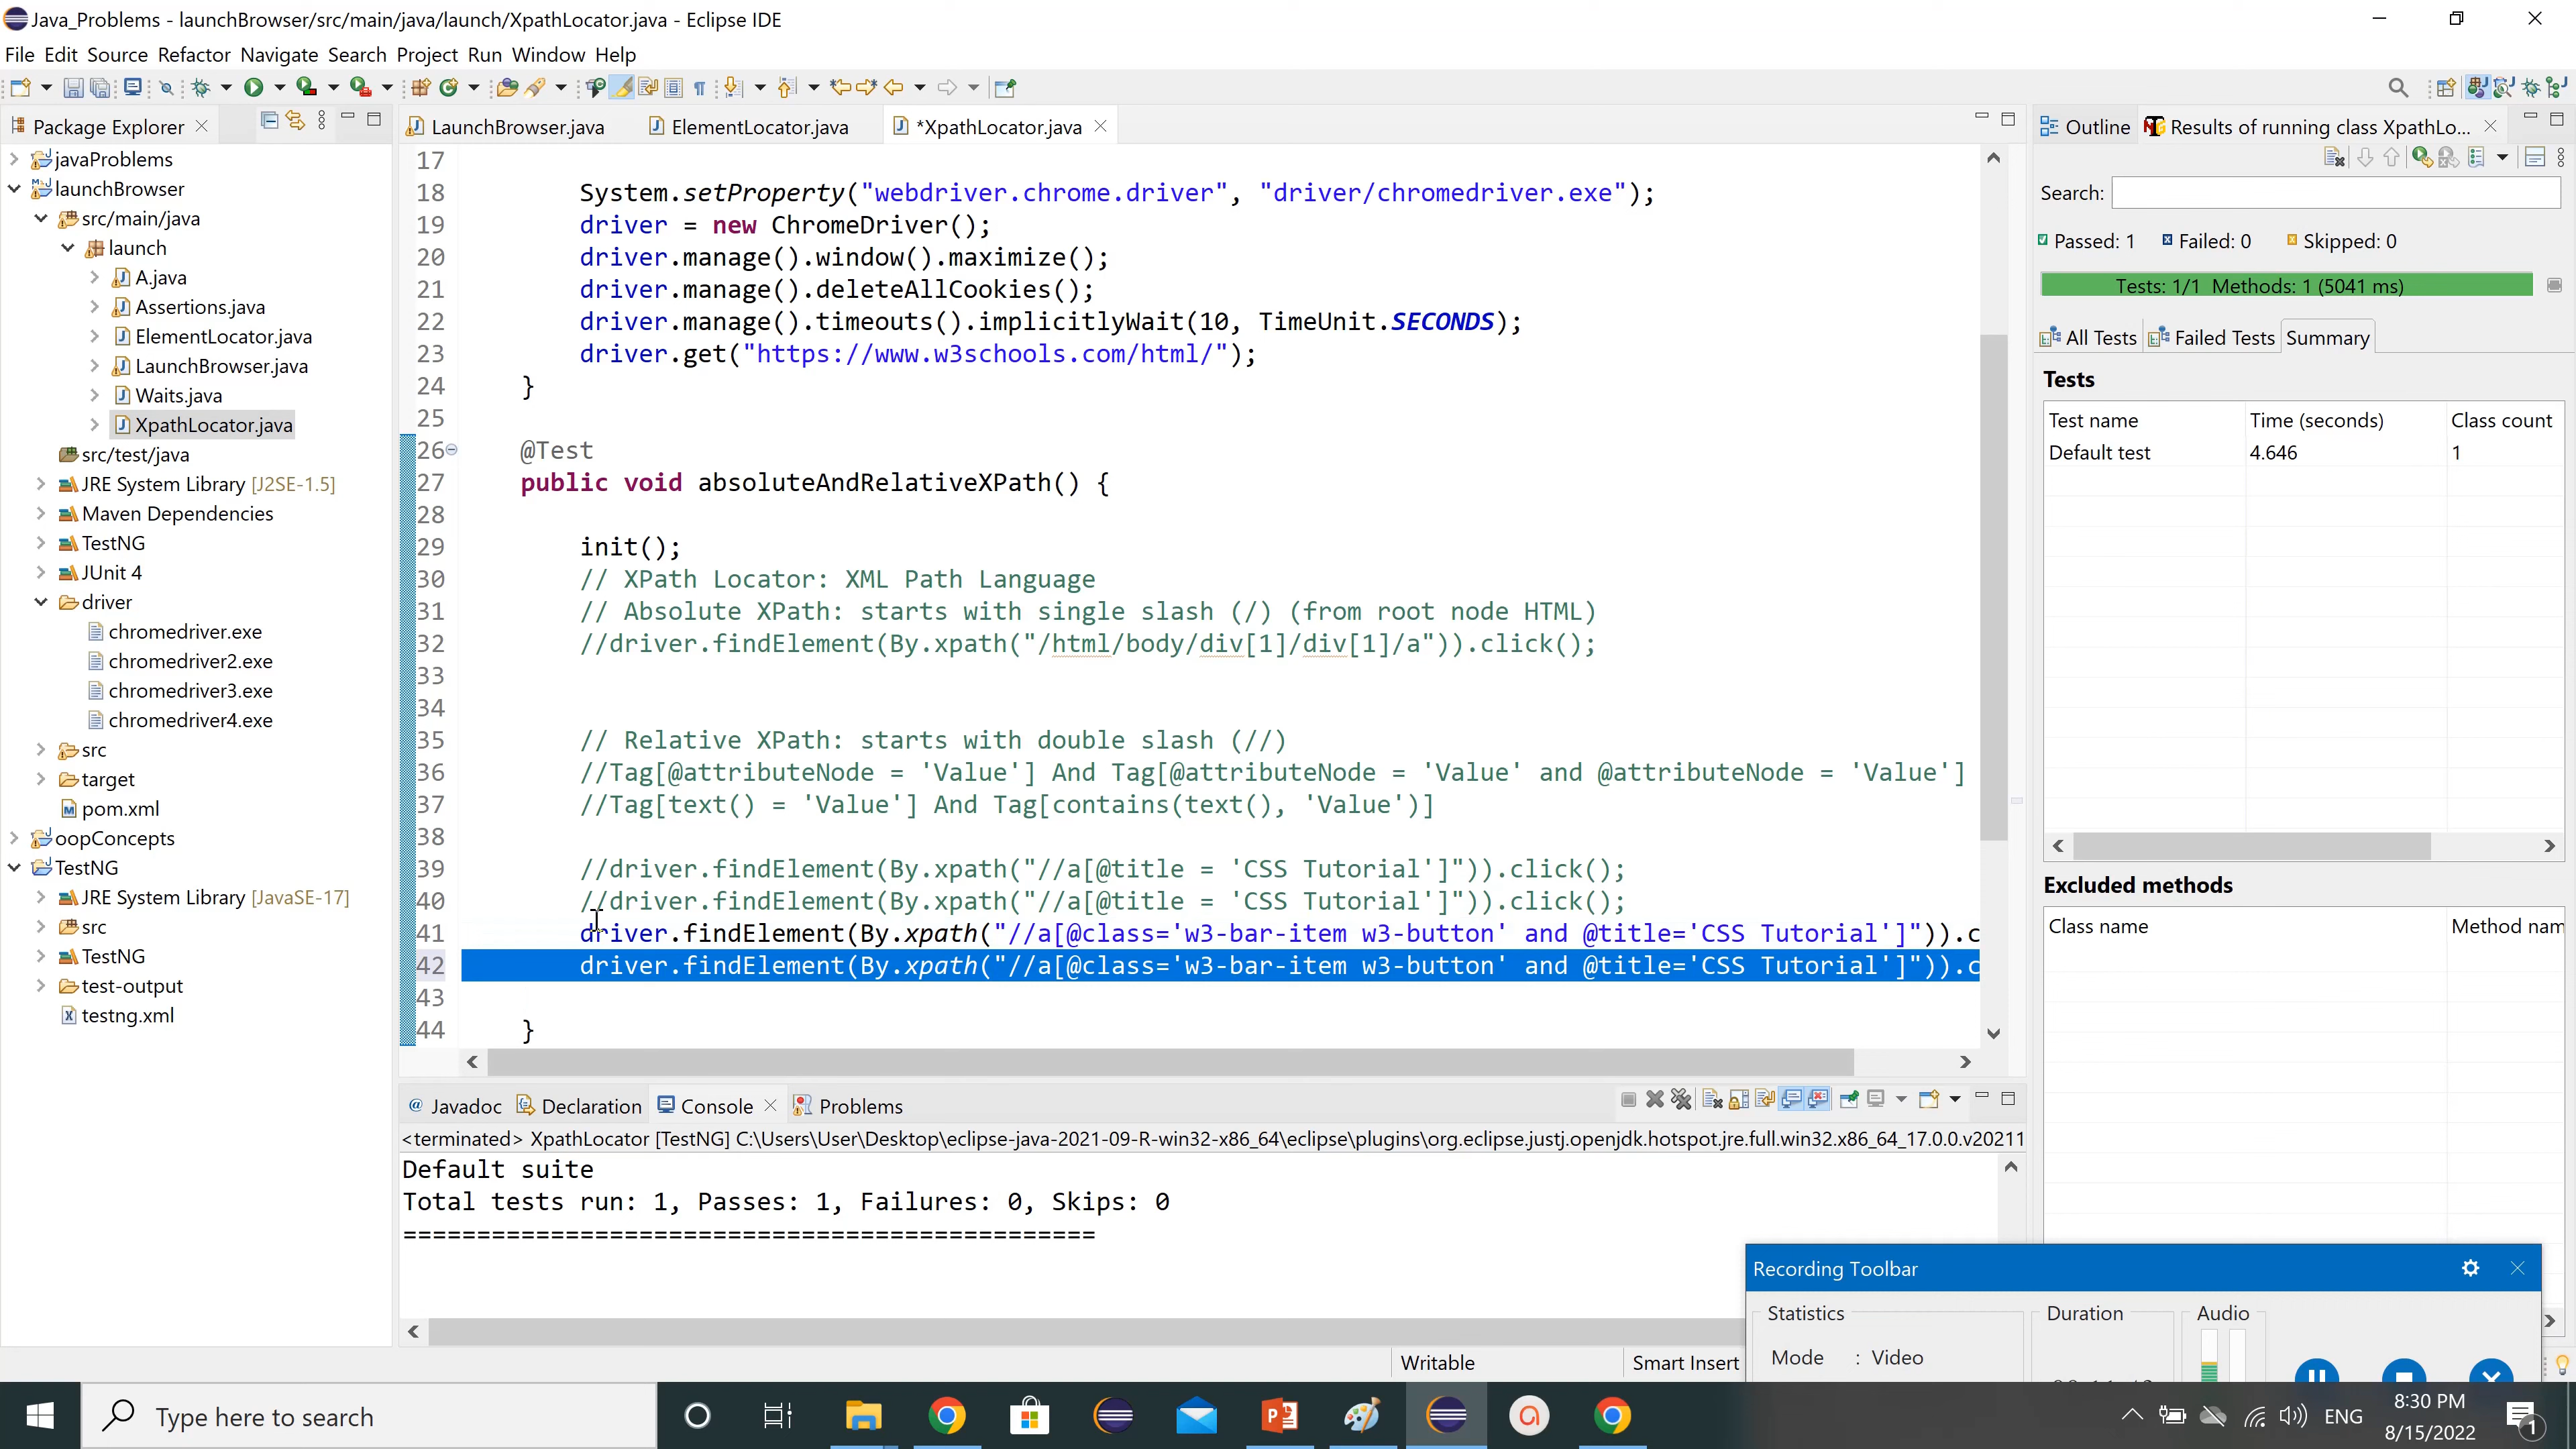 Java_Problems - launchBrowser/src/main/java/launch/XpathLocator.java - Eclipse IDE
File Edit Source Refactor Navigate Search Project Run Window Help
Package Explorer
javaProblems
launchBrowser
src/main/java
launch
A.java
Assertions.java
ElementLocator.java
LaunchBrowser.java
Waits.java
XpathLocator.java
src/test/java
JRE System Library [J2SE-1.5]
Maven Dependencies
TestNG
JUnit 4
driver
chromedriver.exe
chromedriver2.exe
chromedriver3.exe
chromedriver4.exe
src
target
pom.xml
oopConcepts
TestNG
JRE System Library [JavaSE-17]
src
TestNG
test-output
testng.xml
LaunchBrowser.java
ElementLocator.java
*XpathLocator.java
17
18 System.setProperty("webdriver.chrome.driver", "driver/chromedriver.exe");
19 driver = new ChromeDriver();
20 driver.manage().window().maximize();
21 driver.manage().deleteAllCookies();
22 driver.manage().timeouts().implicitlyWait(10, TimeUnit.SECONDS);
23 driver.get("https://www.w3schools.com/html/");
24 }
25
26 @Test
27 public void absoluteAndRelativeXPath() {
28
29 init();
30 // XPath Locator: XML Path Language
31 // Absolute XPath: starts with single slash (/) (from root node HTML)
32 //driver.findElement(By.xpath("/html/body/div[1]/div[1]/a")).click();
33
34
35 // Relative XPath: starts with double slash (//)
36 //Tag[@attributeNode = 'Value'] And Tag[@attributeNode = 'Value' and @attributeNode = 'Value']
37 //Tag[text() = 'Value'] And Tag[contains(text(), 'Value')]
38
39 //driver.findElement(By.xpath("//a[@title = 'CSS Tutorial']")).click();
40 //driver.findElement(By.xpath("//a[@title = 'CSS Tutorial']")).click();
41 driver.findElement(By.xpath("//a[@class='w3-bar-item w3-button' and @title='CSS Tutorial']")).c
42 driver.findElement(By.xpath("//a[@class='w3-bar-item w3-button' and @title='CSS Tutorial']")).c
43
44 }
Javadoc
Declaration
Console
Problems
<terminated> XpathLocator [TestNG] C:\Users\User\Desktop\eclipse-java-2021-09-R-win32-x86_64\eclipse\plugins\org.eclipse.justj.openjdk.hotspot.jre.full.win32.x86_64_17.0.0.v20211
Default suite
Total tests run: 1, Passes: 1, Failures: 0, Skips: 0
===============================================
Outline
Results of running class XpathLo...
Search:
Passed: 1 Failed: 0 Skipped: 0
Tests: 1/1 Methods: 1 (5041 ms)
All Tests Failed Tests Summary
Tests
Test name Time (seconds) Class count
Default test 4.646 1
Excluded methods
Class name Method nam
Recording Toolbar
Statistics Duration Audio
Mode : Video
Writable
Smart Insert
Type here to search
ENG
8:30 PM
8/15/2022
1